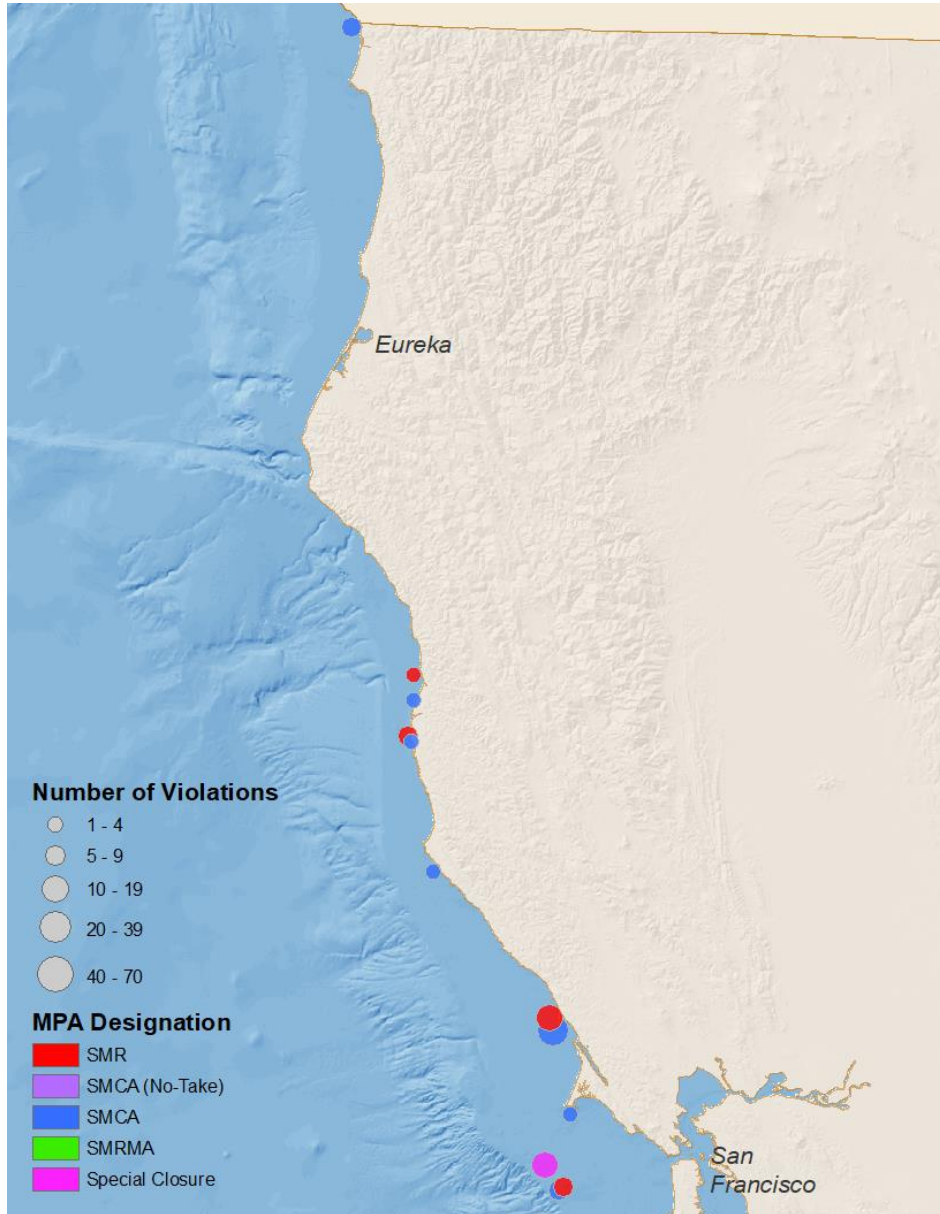 Eureka
Number of Violations
1 - 4
5 - 9
10 - 19
20 - 39
40 - 70
MPA Designation
SMR
SMCA (No-Take)
SMCA
SMRMA
Special Closure
San
Francisco